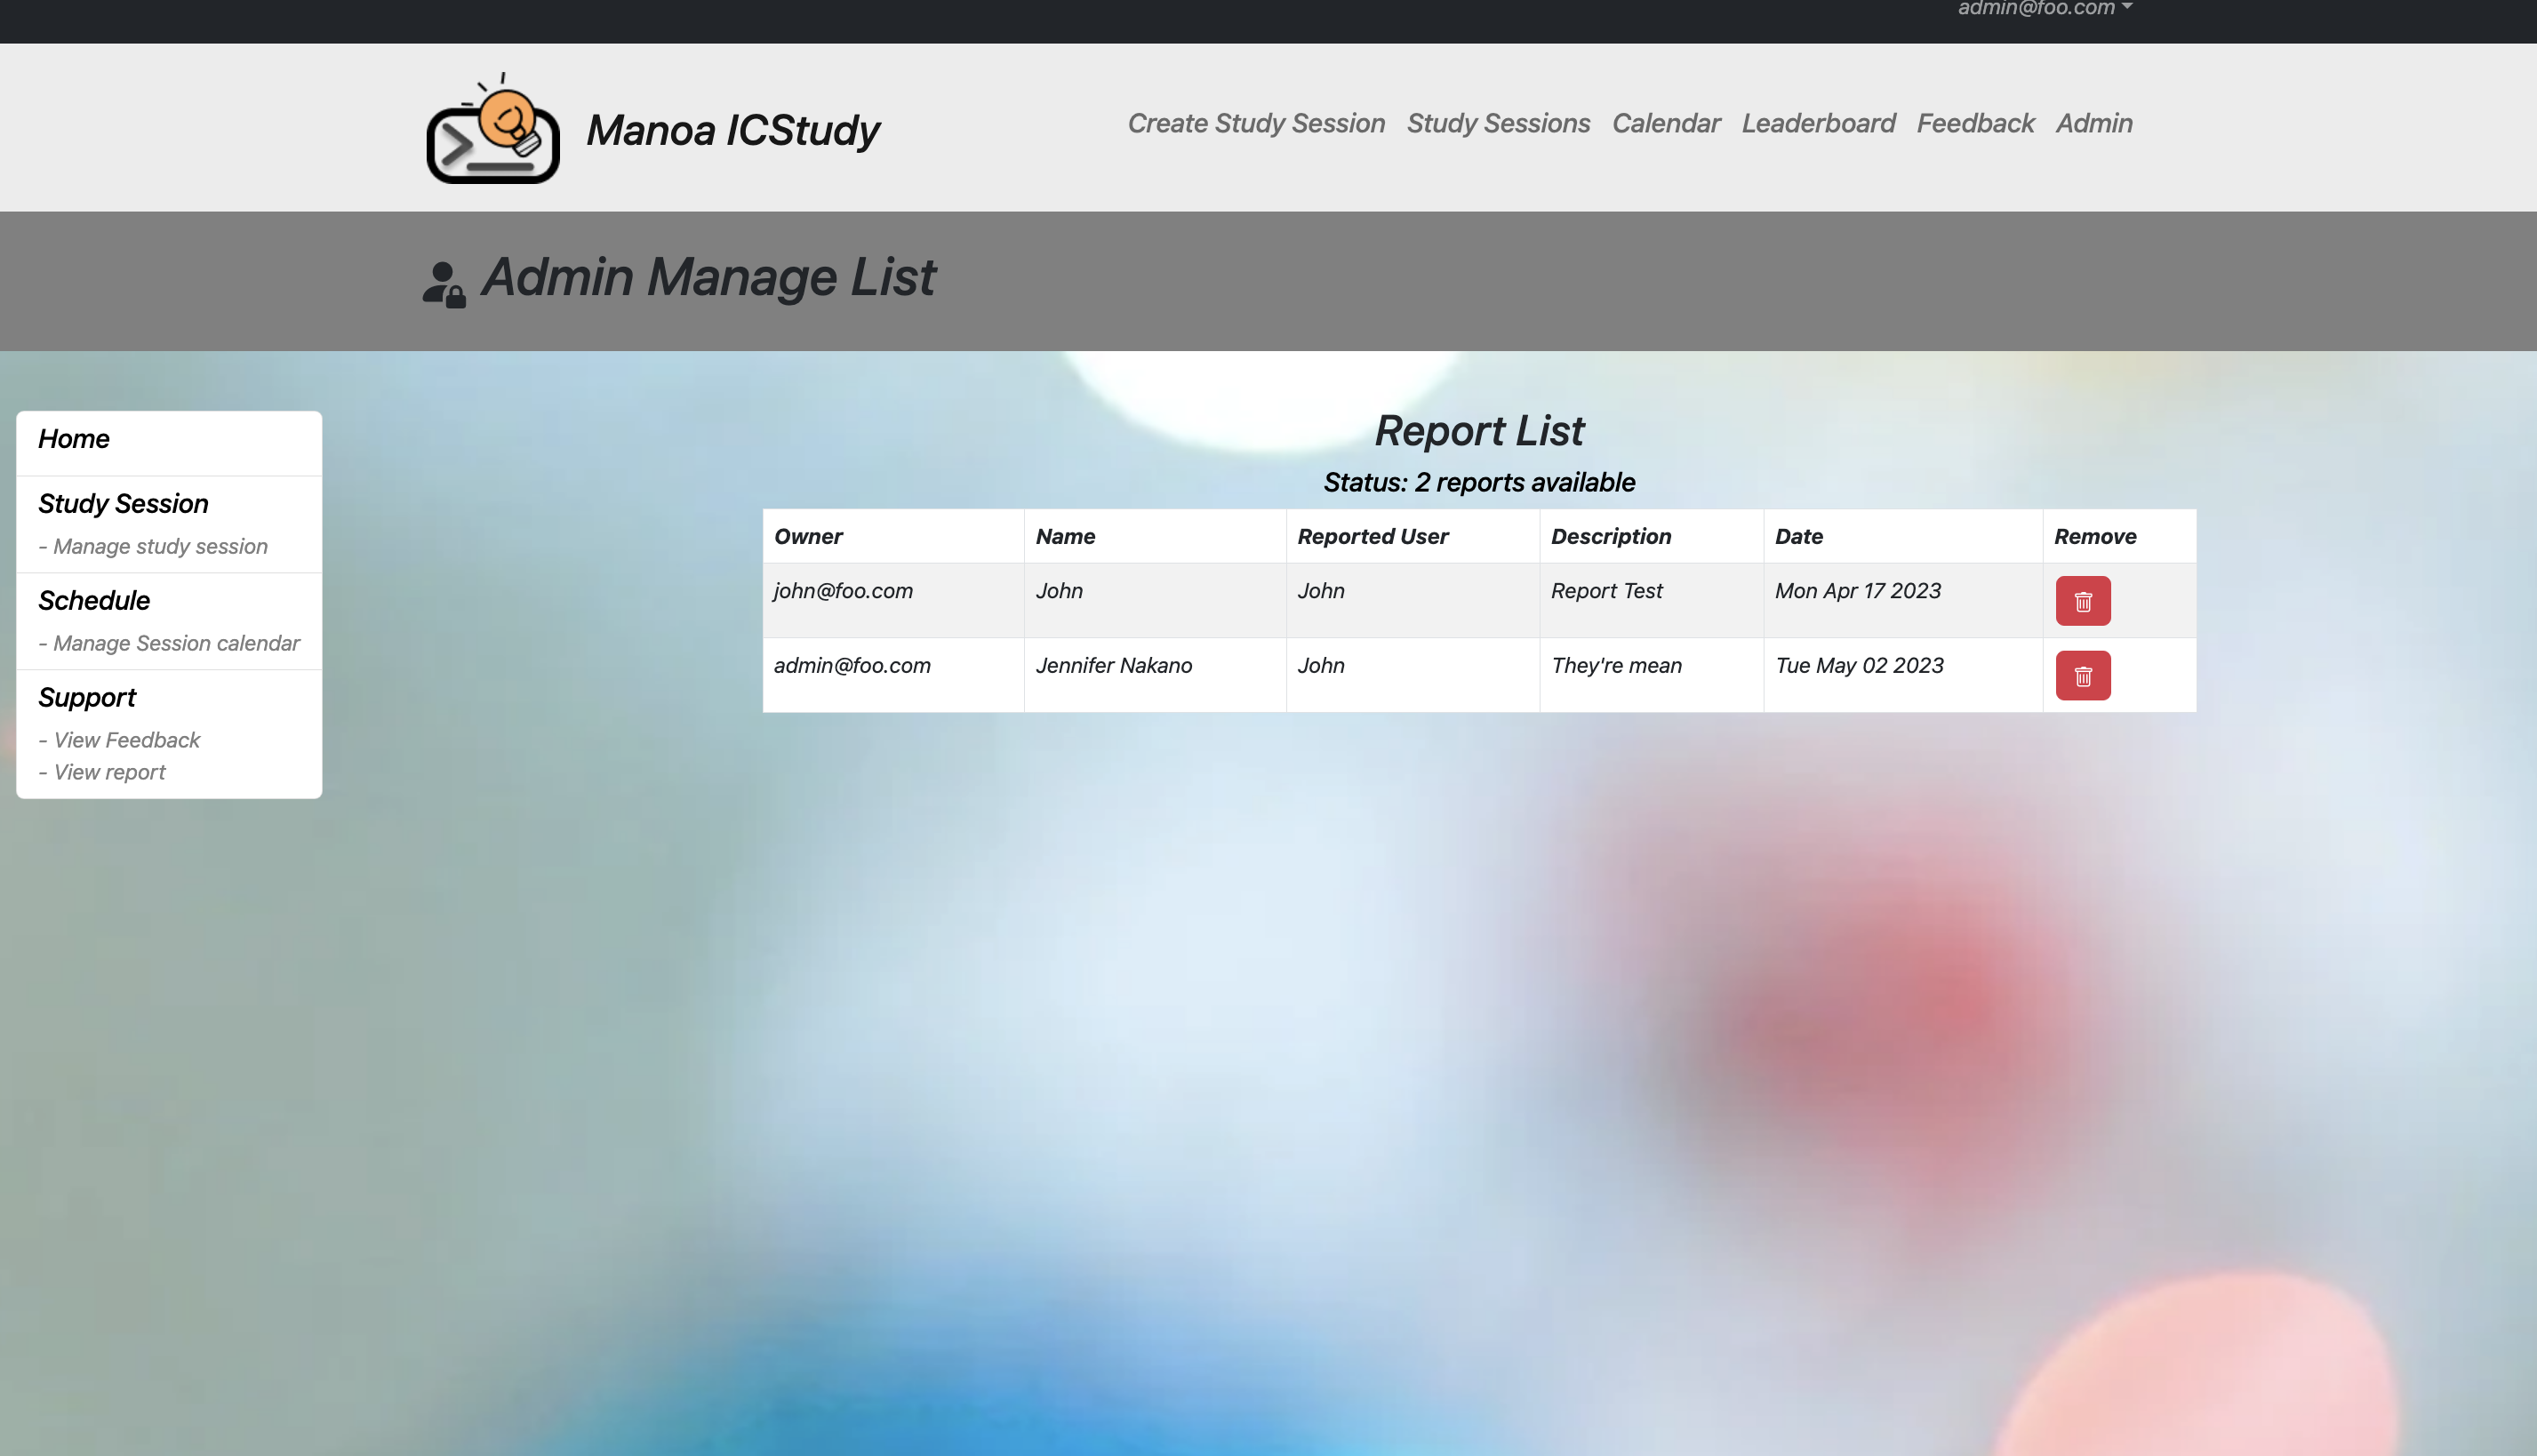 admin@foo.com
Manoa ICStudy
Create Study Session Study Sessions Calendar Leaderboard Feedback Admin
Admin Manage List
Home
Study Session
- Manage study session
Schedule
- Manage Session calendar
Support
- View Feedback
- View report
Report List
Status: 2 reports available
Owner Name Reported User Description Date Remove
john@foo.com John John Report Test Mon Apr 17 2023
admin@foo.com Jennifer Nakano John They're mean Tue May 02 2023